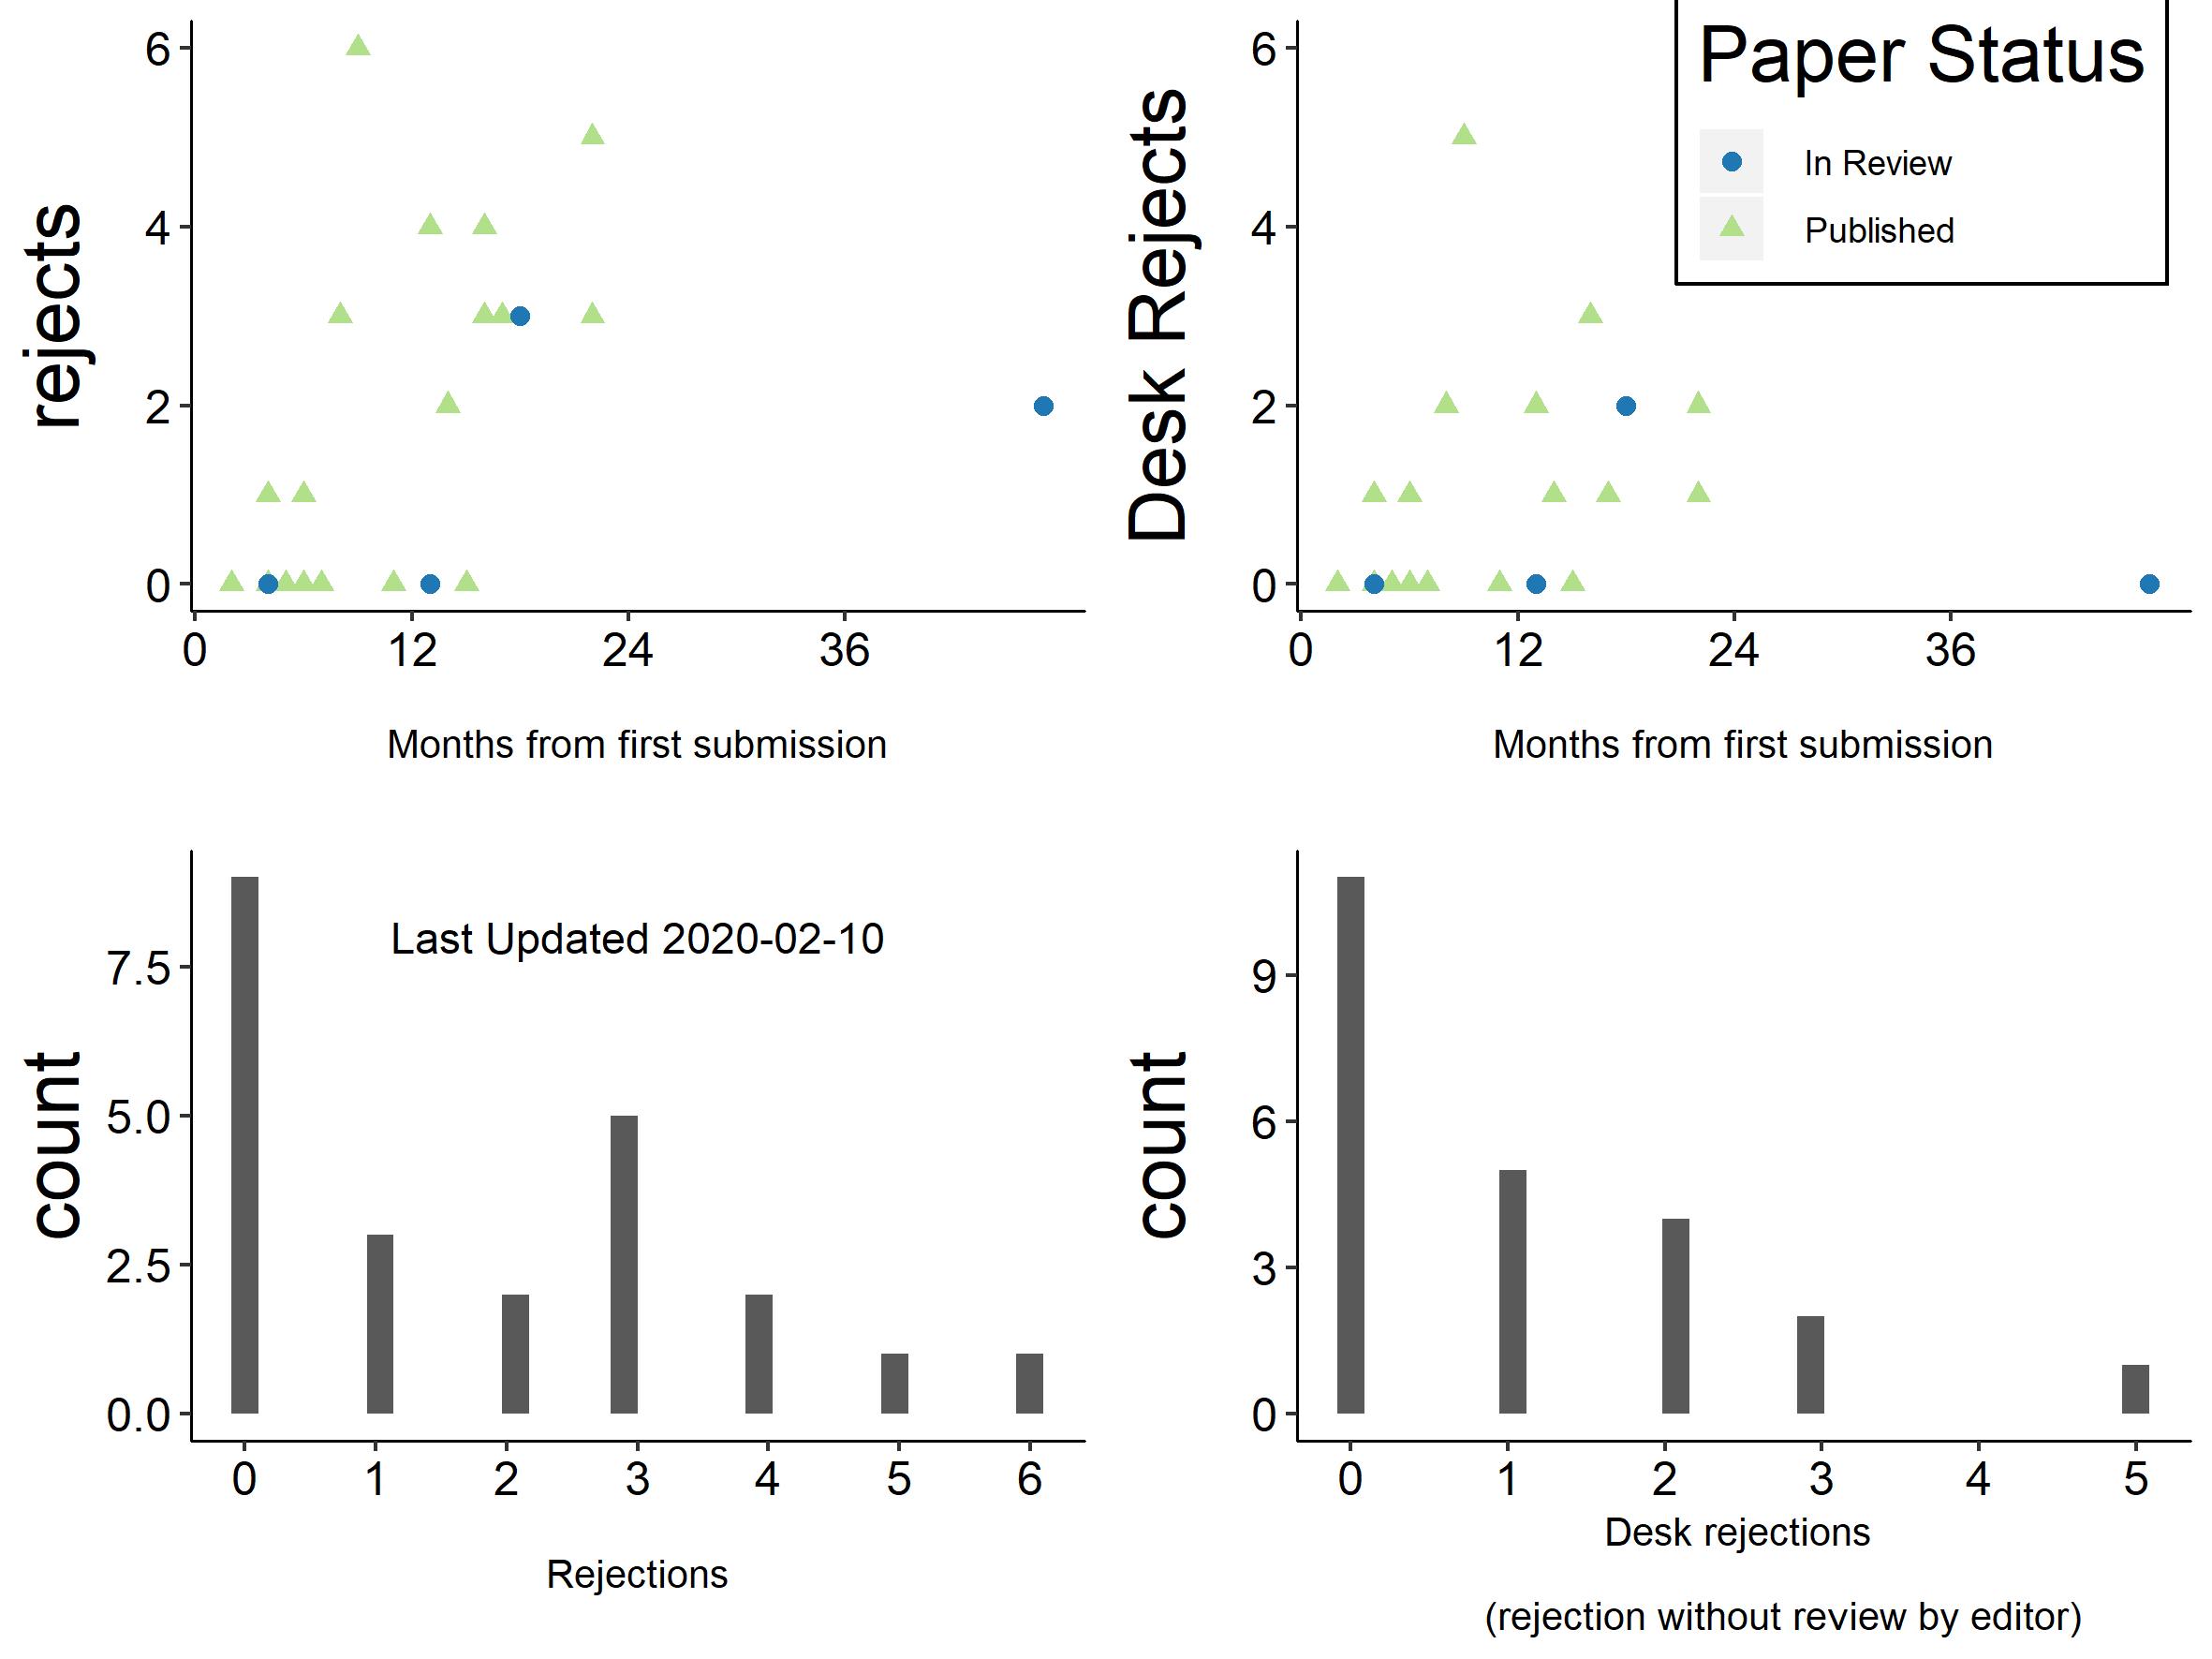 rejects
6
4
2
0
0 12 24 36
Months from first submission
Desk Rejects
6
4
2
0
0 12 24 36
Months from first submission
Paper Status
In Review
Published
count
7.5
5.0
2.5
0.0
Last Updated 2020-02-10
0 1 2 3 4 5 6
Rejections
count
9
6
3
0
0 1 2 3 4 5
Desk rejections
(rejection without review by editor)